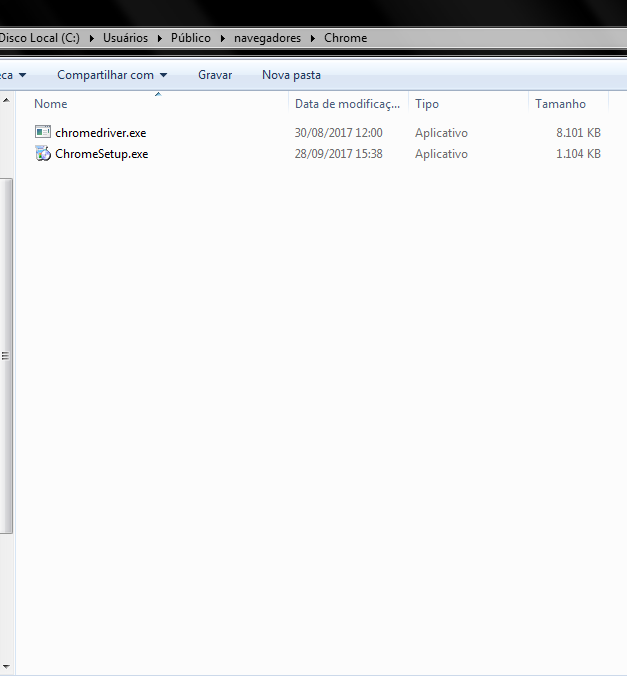 Disco Local (C:) Usuários Público navegadores Chrome
eca Compartilhar com Gravar Nova pasta
Nome Data de modificaç... Tipo Tamanho
chromedriver.exe 30/08/2017 12:00 Aplicativo 8.101 KB
ChromeSetup.exe 28/09/2017 15:38 Aplicativo 1.104 KB